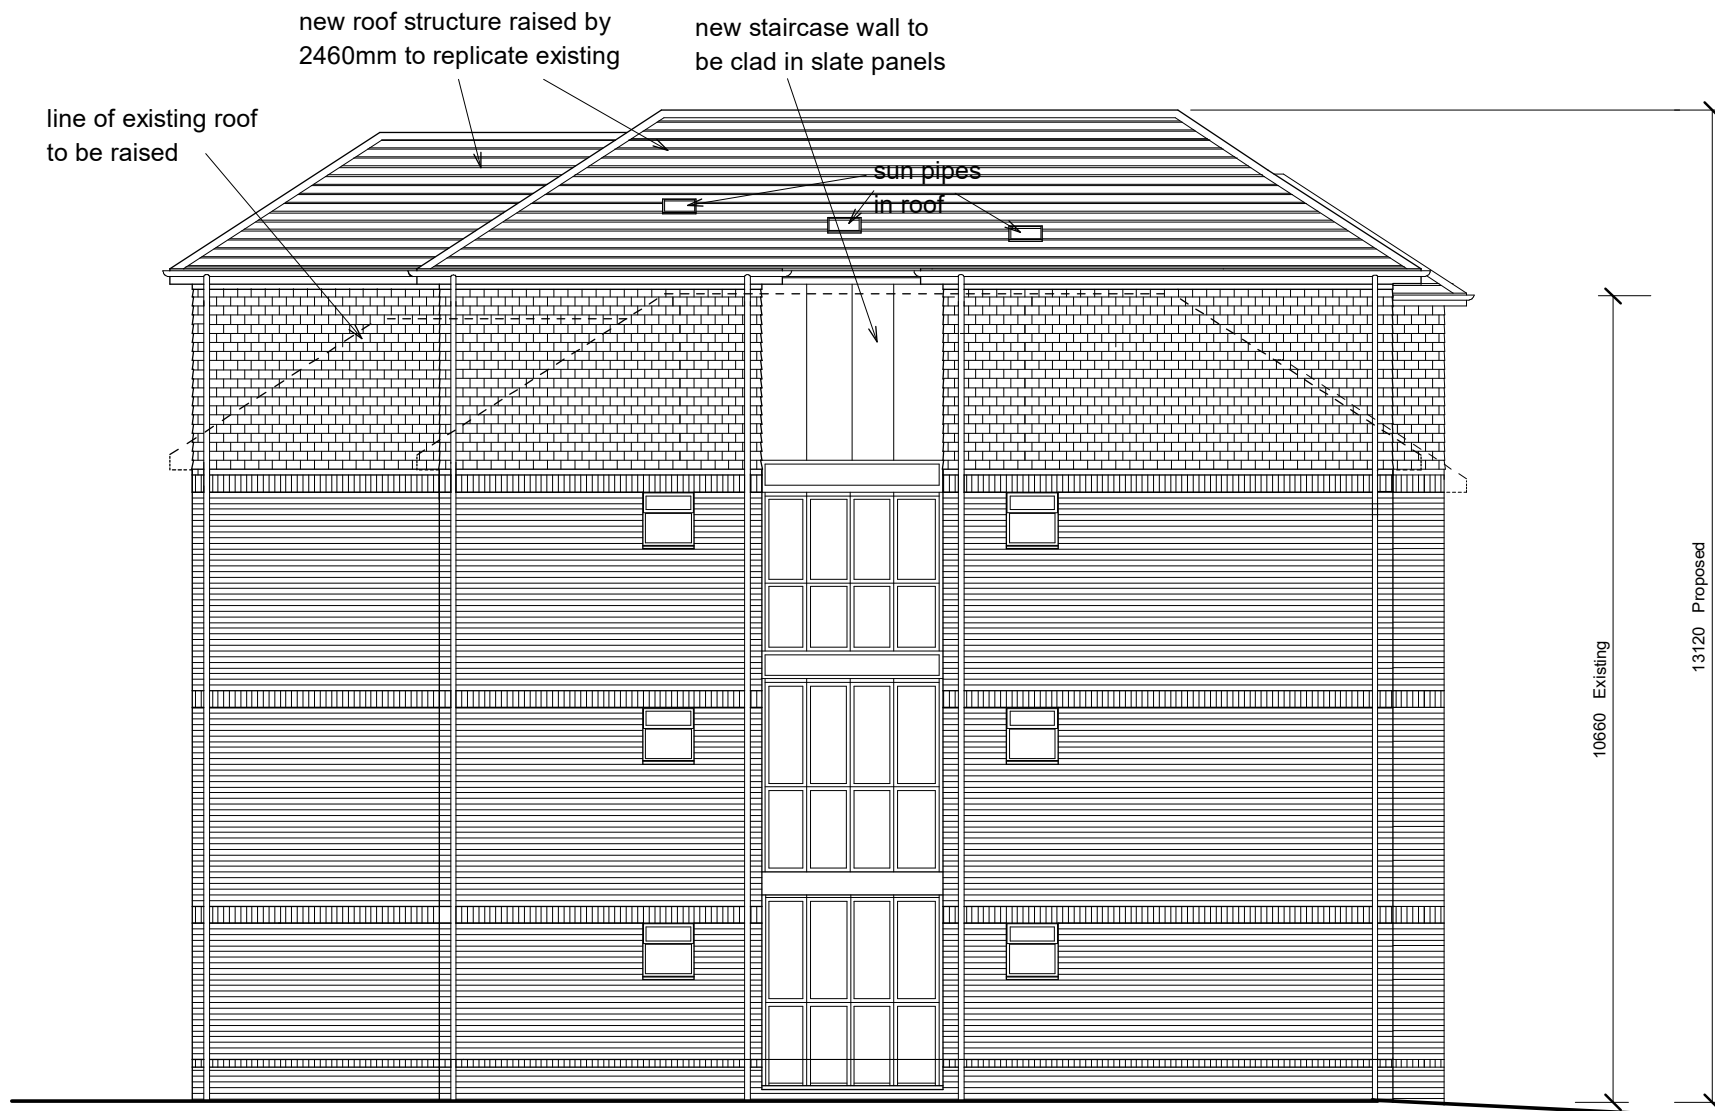 new roof structure raised by
2460mm to replicate existing
new staircase wall to
be clad in slate panels
line of existing roof
to be raised
sun pipes
in roof
10660 Existing
13120 Proposed